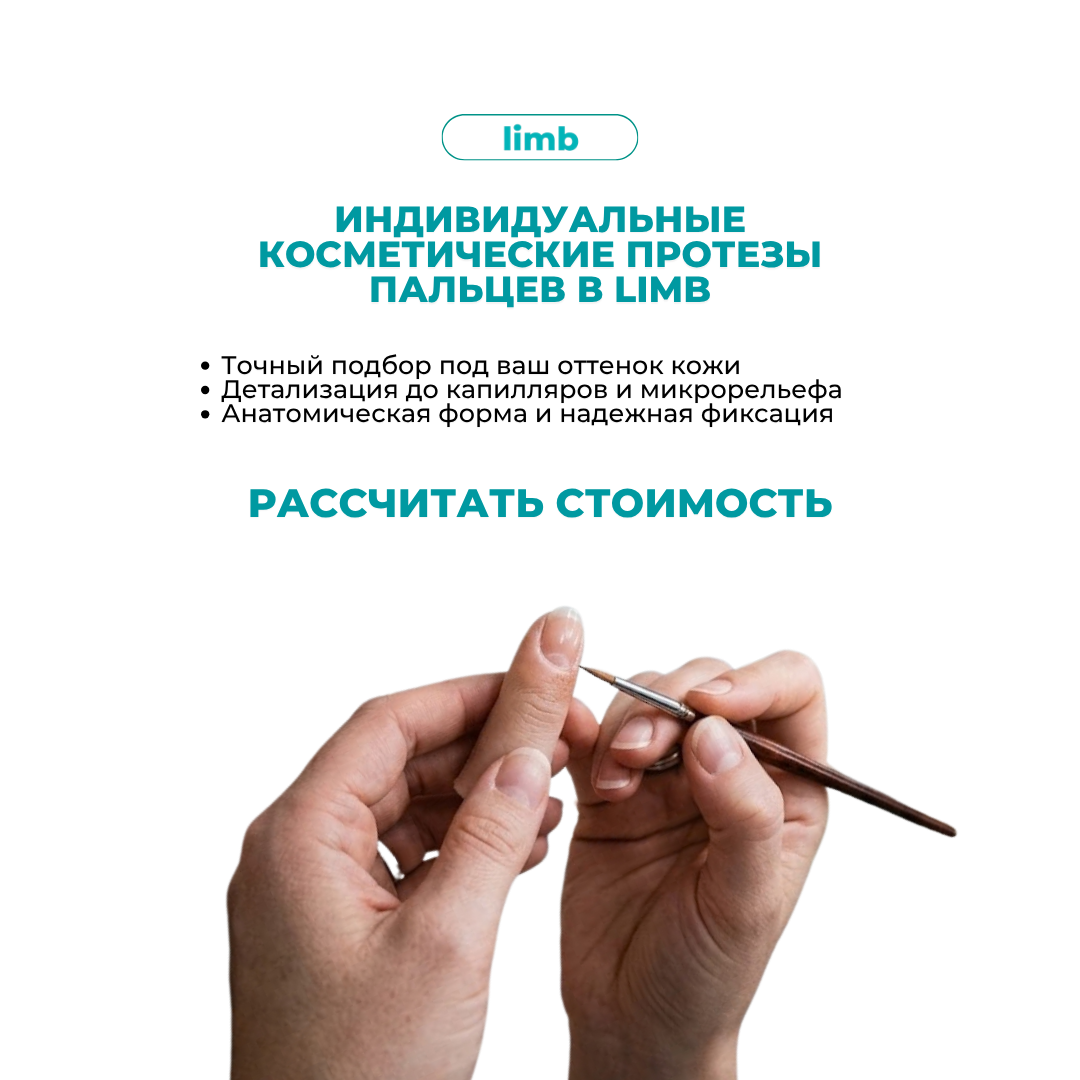 limb
ИНДИВИДУАЛЬНЫЕ
КОСМЕТИЧЕСКИЕ ПРОТЕЗЫ
ПАЛЬЦЕВ В LIMB
• Точный подбор под ваш оттенок кожи
• Детализация до капилляров и микрорельефа
• Анатомическая форма и надежная фиксация
РАССЧИТАТЬ СТОИМОСТЬ